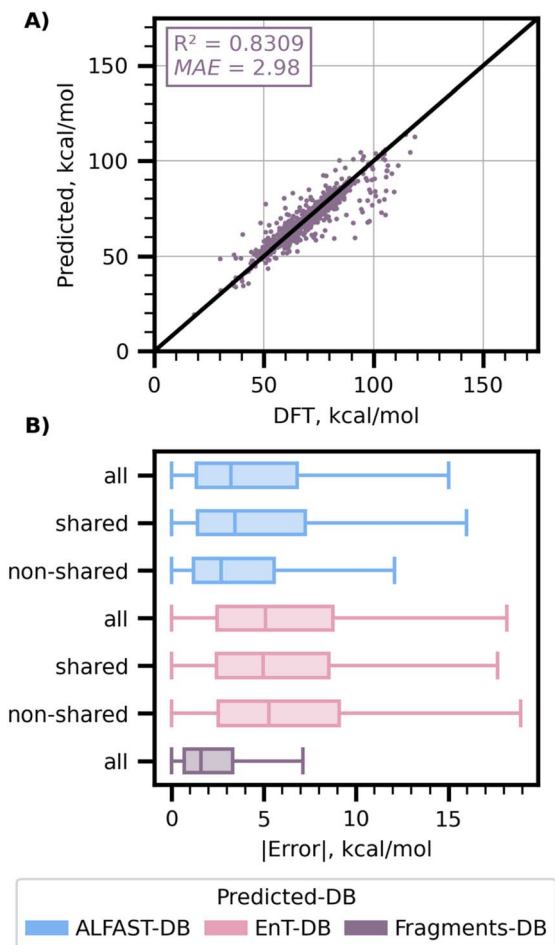 A)
R² = 0.8309
MAE = 2.98
150
100
50
0
Predicted, kcal/mol
0 50 100 150
DFT, kcal/mol
B)
all
shared
non-shared
all
shared
non-shared
all
0 5 10 15
|Error|, kcal/mol
Predicted-DB
ALFAST-DB EnT-DB Fragments-DB